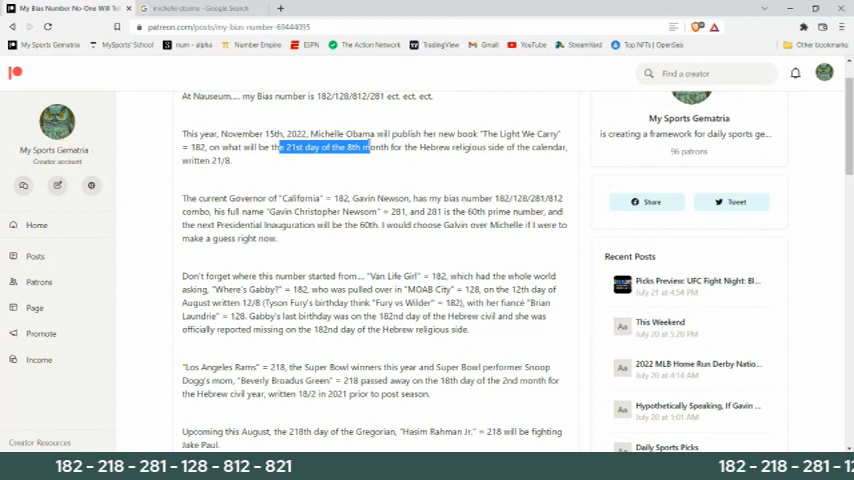 My Bias Number No-One Will Te
michelle obama - Google Search
patreon.com/posts/my-bias-number-69444095
My Sports Gematria
MySports' School
num - alpha
Number Empire
ESPN
The Action Network
TradingView
Gmail
YouTube
StreamYard
Top NFTs | OpenSea
Other bookmarks
Find a creator
At Nauseum.... my Bias number is 182/128/812/281 ect. ect. ect.
This year, November 15th, 2022, Michelle Obama will publish her new book "The Light We Carry"
= 182, on what will be the 21st day of the 8th month for the Hebrew religious side of the calendar,
written 21/8.
The current Governor of "California" = 182, Gavin Newson, has my bias number 182/128/281/812
combo, his full name "Gavin Christopher Newsom" = 281, and 281 is the 60th prime number, and
the next Presidential Inauguration will be the 60th. I would choose Galvin over Michelle if I were to
make a guess right now.
Don't forget where this number started from.... "Van Life Girl" = 182, which had the whole world
asking, "Where's Gabby?" = 182, who was pulled over in "MOAB City" = 128, on the 12th day of
August written 12/8 (Tyson Fury's birthday think "Fury vs Wilder" = 182), with her fiancé "Brian
Laundrie" = 128. Gabby's last birthday was on the 182nd day of the Hebrew civil year and she was
officially reported missing on the 182nd day of the Hebrew religious side.
"Los Angeles Rams" = 218, the Super Bowl winners this year and Super Bowl performer Snoop
Dogg's mom, "Beverly Broadus Green" = 218 passed away on the 18th day of the 2nd month for
the Hebrew civil year, written 18/2 in 2021 prior to post season.
Upcoming this August, the 218th day of the Gregorian, "Hasim Rahman Jr." = 218 will be fighting
Jake Paul.
My Sports Gematria
Creator account
Home
Posts
Patrons
Page
Promote
Income
Creator Resources
My Sports Gematria
is creating a framework for daily sports ge...
96 patrons
Share
Tweet
Recent Posts
Picks Preview: UFC Fight Night: Bl...
July 21 at 4:54 PM
Aa
This Weekend
July 20 at 5:28 PM
Aa
2022 MLB Home Run Derby Natio...
July 20 at 4:14 AM
Aa
Hypothetically Speaking, If Gavin ...
July 20 at 1:01 AM
Aa
Daily Sports Picks
182 - 218 - 281 - 128 - 812 - 821
182 - 218 - 281 - 12